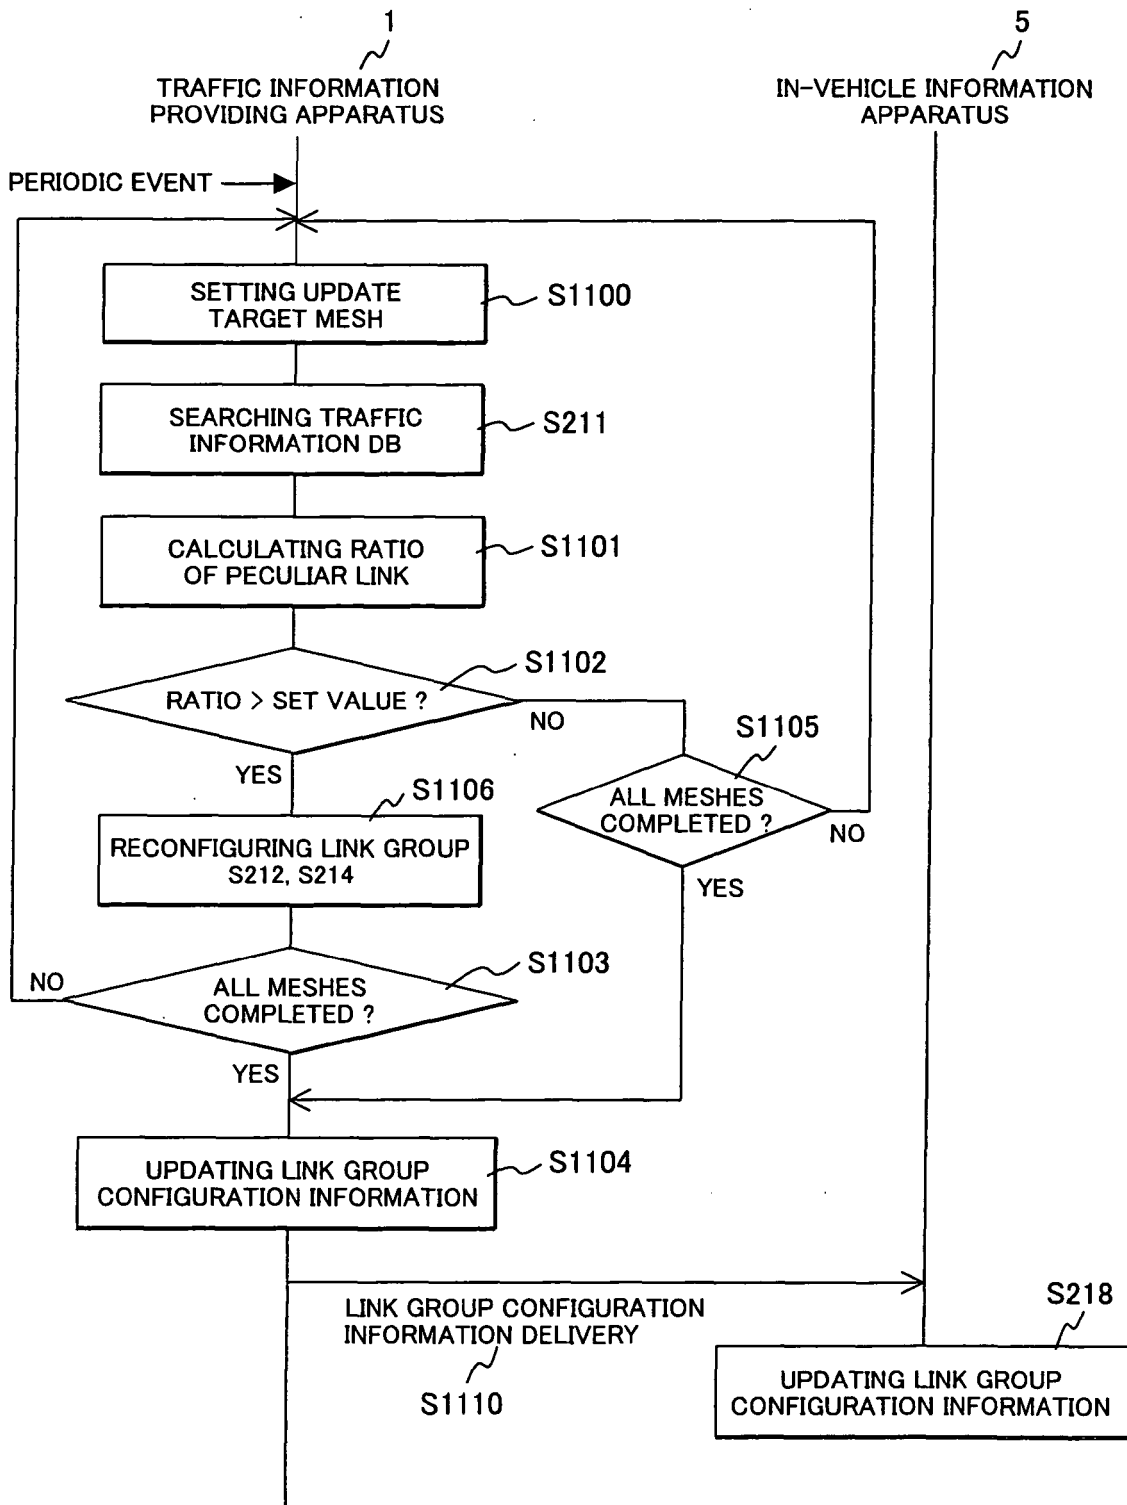 1
TRAFFIC INFORMATION
PROVIDING APPARATUS
5
IN-VEHICLE INFORMATION
APPARATUS
PERIODIC EVENT
SETTING UPDATE
TARGET MESH
S1100
SEARCHING TRAFFIC
INFORMATION DB
S211
CALCULATING RATIO
OF PECULIAR LINK
S1101
RATIO > SET VALUE ?
S1102
NO
YES
S1105
ALL MESHES
COMPLETED ?
NO
YES
S1106
RECONFIGURING LINK GROUP
S212, S214
S1103
ALL MESHES
COMPLETED ?
NO
YES
UPDATING LINK GROUP
CONFIGURATION INFORMATION
S1104
LINK GROUP CONFIGURATION
INFORMATION DELIVERY
S1110
S218
UPDATING LINK GROUP
CONFIGURATION INFORMATION